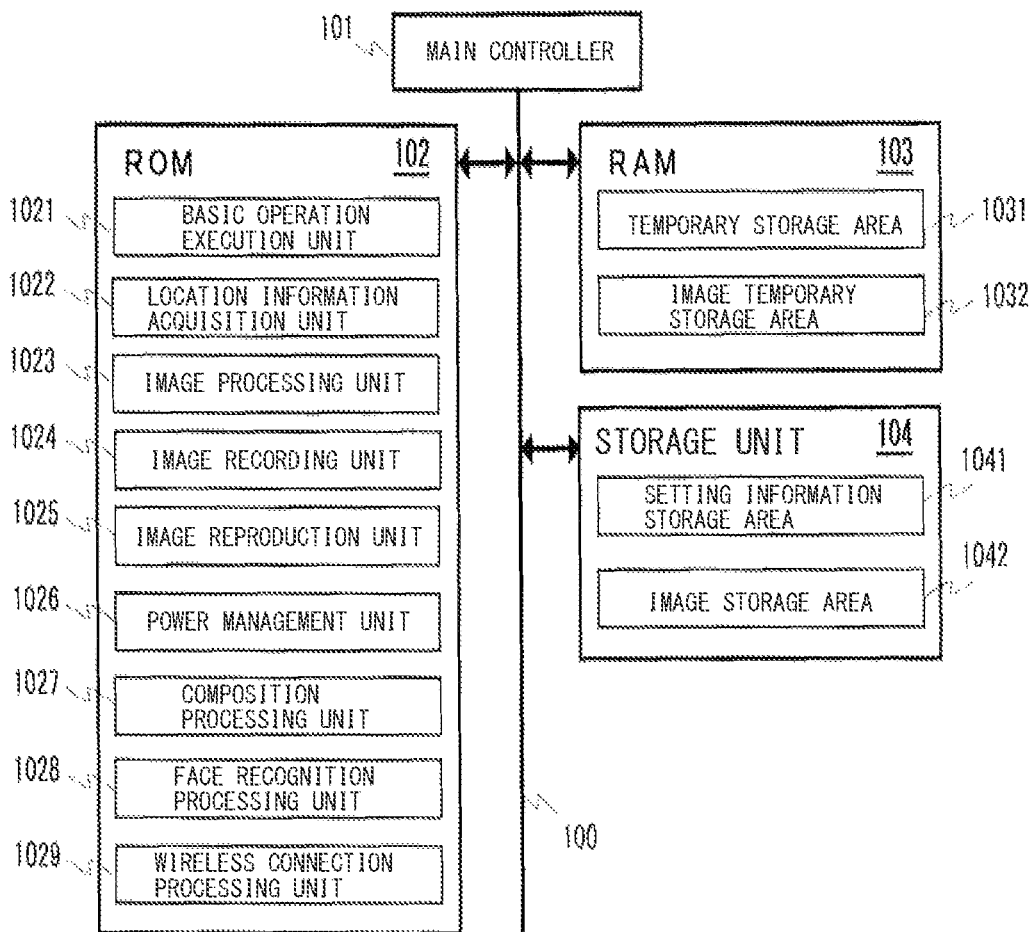 101
MAIN CONTROLLER
ROM 102
1021
BASIC OPERATION
EXECUTION UNIT
1022
LOCATION INFORMATION
ACQUISITION UNIT
1023
IMAGE PROCESSING UNIT
1024
IMAGE RECORDING UNIT
1025
IMAGE REPRODUCTION UNIT
1026
POWER MANAGEMENT UNIT
1027
COMPOSITION
PROCESSING UNIT
1028
FACE RECOGNITION
PROCESSING UNIT
1029
WIRELESS CONNECTION
PROCESSING UNIT
RAM 103
TEMPORARY STORAGE AREA
1031
IMAGE TEMPORARY
STORAGE AREA
1032
STORAGE UNIT 104
SETTING INFORMATION
STORAGE AREA
1041
IMAGE STORAGE AREA
1042
100